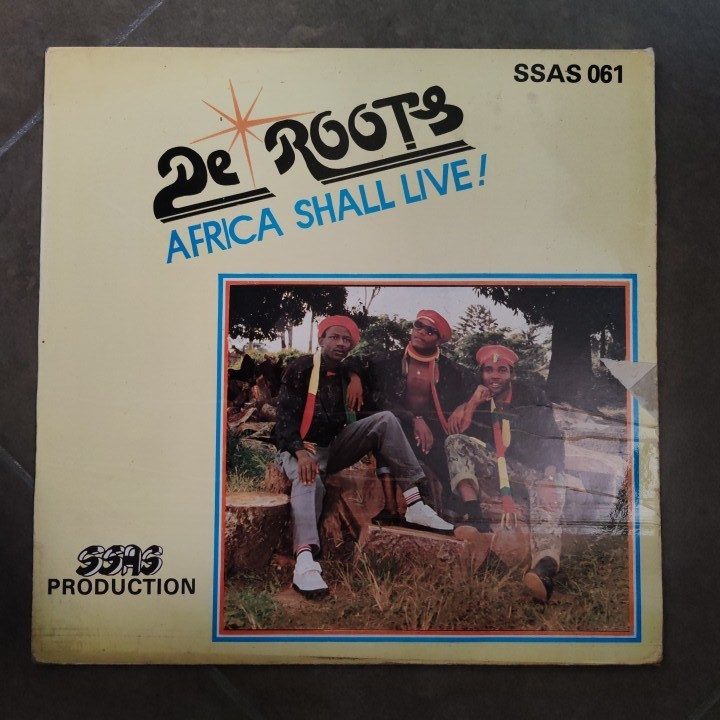 SSAS 061
De ROOTS
AFRICA SHALL LIVE!
SSAS
PRODUCTION